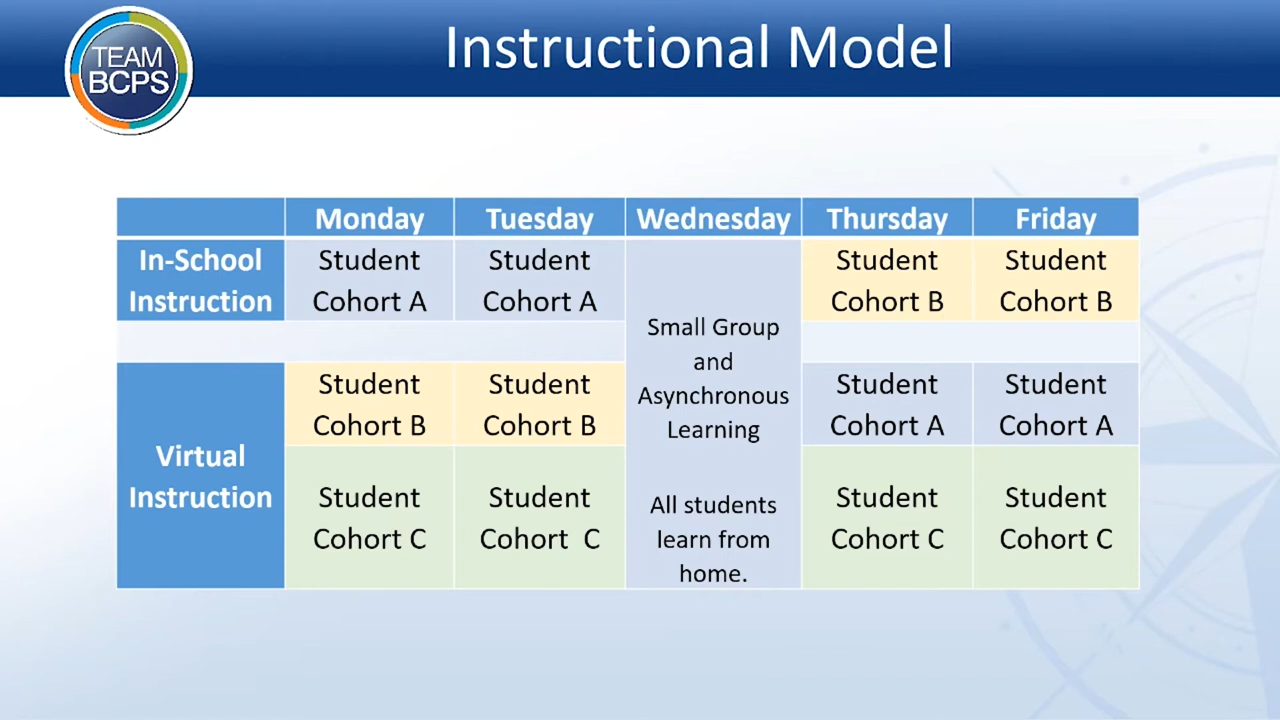 TEAM
BCPS
Instructional Model
Monday Tuesday Wednesday Thursday Friday
In-School
Instruction
Student
Cohort A
Student
Cohort A
Small Group
and
Asynchronous
Learning
All students
learn from
home.
Student
Cohort B
Student
Cohort B
Virtual
Instruction
Student
Cohort B
Student
Cohort B
Student
Cohort A
Student
Cohort A
Student
Cohort C
Student
Cohort C
Student
Cohort C
Student
Cohort C